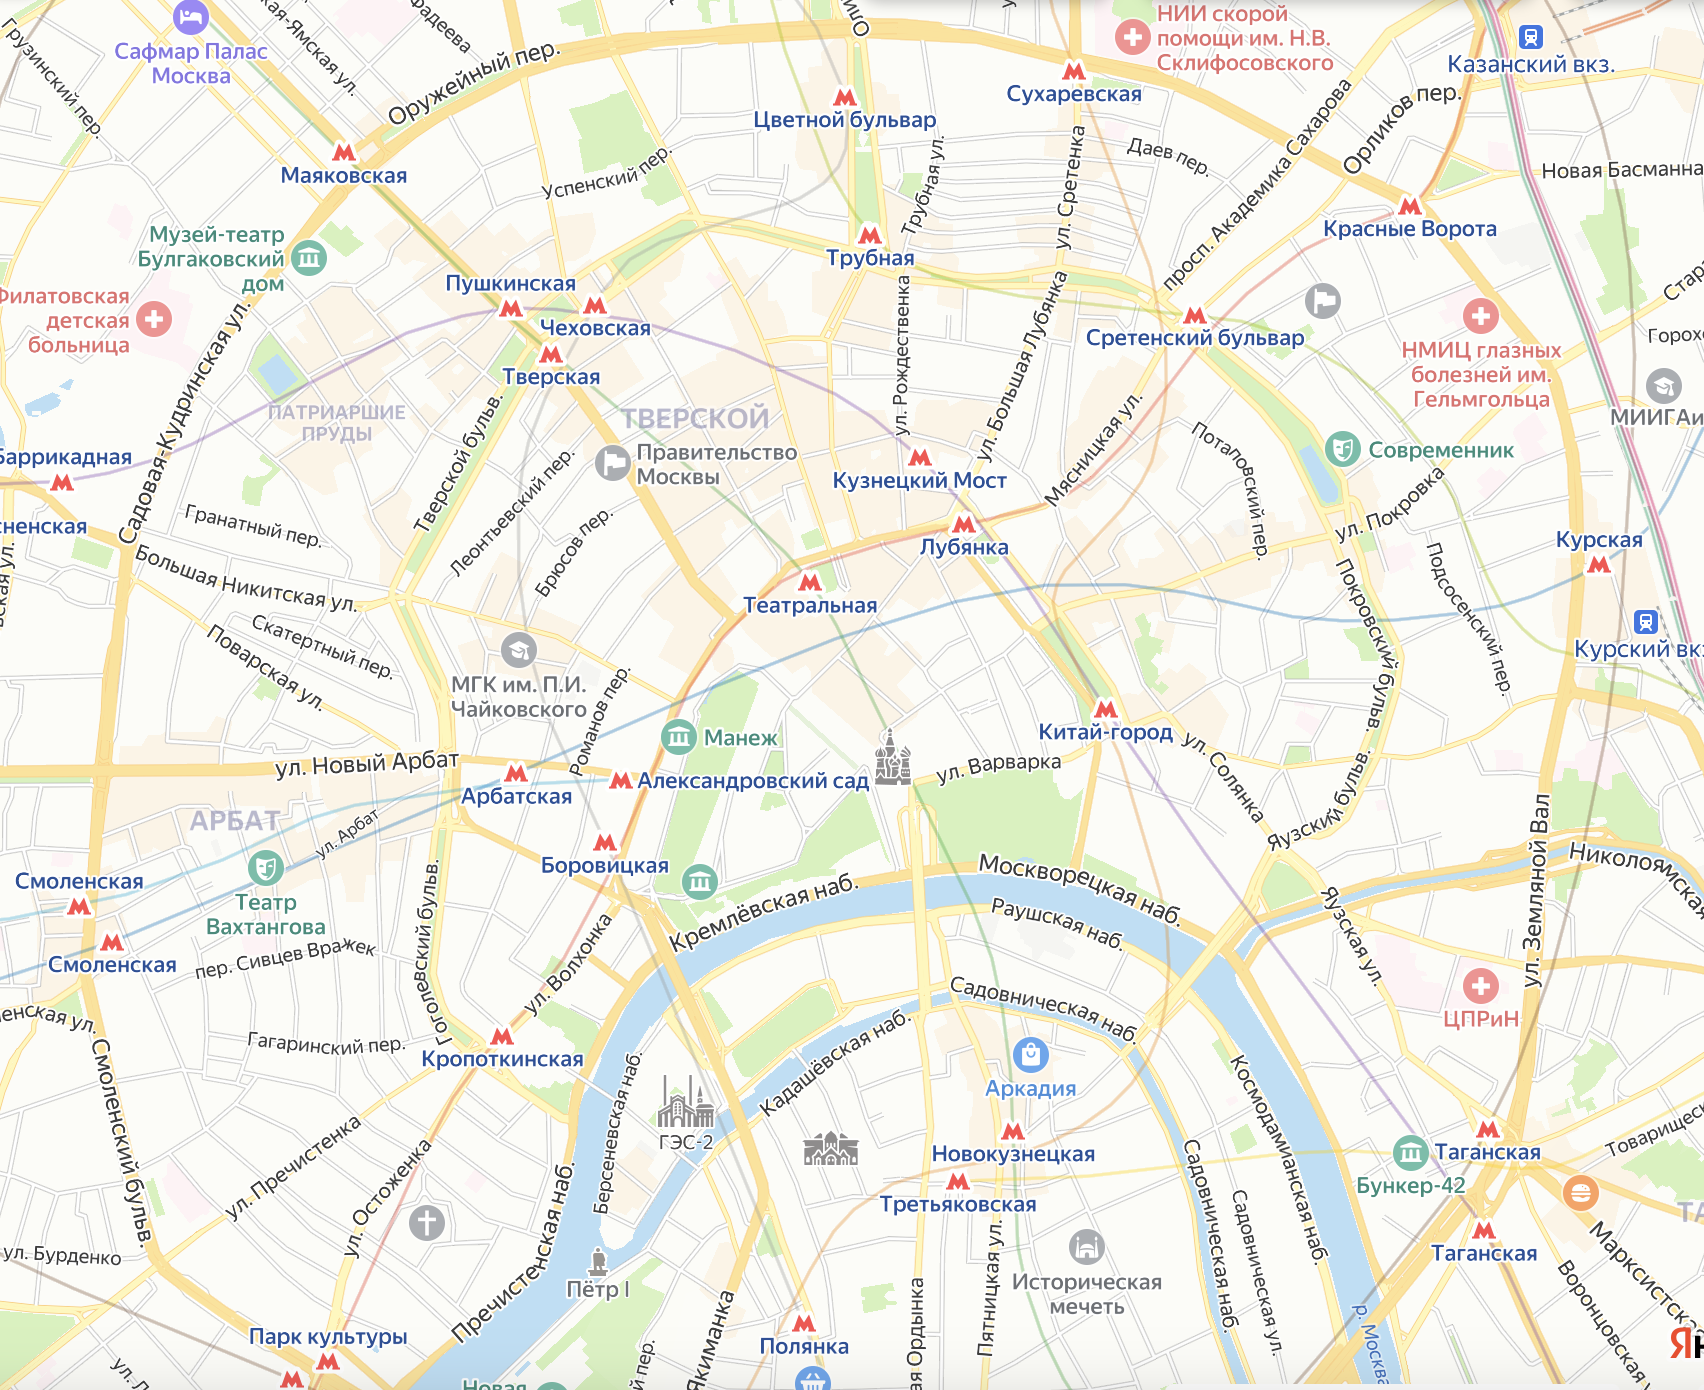 Грузинский пер.
Сафмар Палас
Москва
Оружейный пер.
Цветной бульвар
Сухаревская
НИИ скорой
помощи им. Н.В.
Склифосовского
Казанский вкз.
Орликов пер.
просп. Академика Сахарова
Даев пер.
Новая Басманная
Маяковская
Успенский пер.
Трубная ул.
ул. Сретенка
Красные Ворота
Музей-театр
Булгаковский
дом
Трубная
Пушкинская
Чеховская
Тверская
Филатовская
детская
больница
Садовая-Кудринская ул.
ул. Рождественка
ул. Большая Лубянка
Сретенский бульвар
НМИЦ глазных
болезней им.
Гельмгольца
МИИГАи
ПАТРИАРШИЕ
ПРУДЫ
ТВЕРСКОЙ
Тверской бульв.
Правительство
Москвы
Мясницкая ул.
Потаповский пер.
Современник
Баррикадная
Кузнецкий Мост
Леонтьевский пер.
ул. Покровка
Гранатный пер.
Брюсов пер.
Лубянка
Курская
Большая Никитская ул.
Театральная
Покровский бульв.
Подсосенский пер.
Скатертный пер.
Поварская ул.
Курский вкз.
МГК им. П.И.
Чайковского
Романов пер.
Манеж
Китай-город
ул. Солянка
ул. Новый Арбат
Арбатская
Александровский сад
ул. Варварка
АРБАТ
ул. Арбат
Яузский бульв.
ул. Земляной Вал
Боровицкая
Смоленская
Театр
Вахтангова
Москворецкая наб.
Кремлёвская наб.
Раушская наб.
Яузская ул.
Смоленская
пер. Сивцев Вражек
Гоголевский бульв.
ул. Волхонка
Садовническая наб.
ЦПРиН
Гагаринский пер.
Кропоткинская
Кадашёвская наб.
Аркадия
Смоленский бульв.
Берсеневская наб.
ГЭС-2
Космодамианская наб.
Новокузнецкая
Таганская
Бункер-42
ул. Пречистенка
ул. Остоженка
Третьяковская
Садовническая наб.
Садовническая ул.
Таганская
ул. Бурденко
Пречистенская наб.
Пётр I
Пятницкая ул.
Историческая
мечеть
Марксистская
Воронцовская
Парк культуры
Полянка
р. Москва
Якиманка
Ордынка
Новая